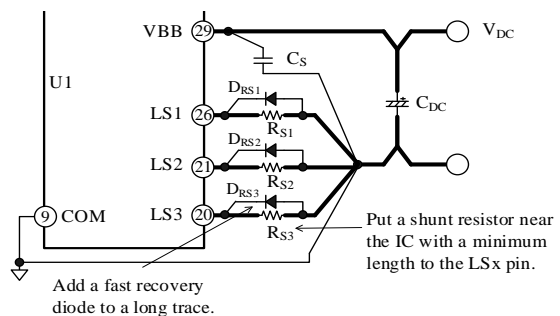 VBB
29
VDC
CS
U1
DRS1
CDC
LS1
26
RS1
DRS2
LS2
21
RS2
DRS3
9
COM
LS3
20
RS3
Put a shunt resistor near
the IC with a minimum
length to the LSx pin.
Add a fast recovery
diode to a long trace.